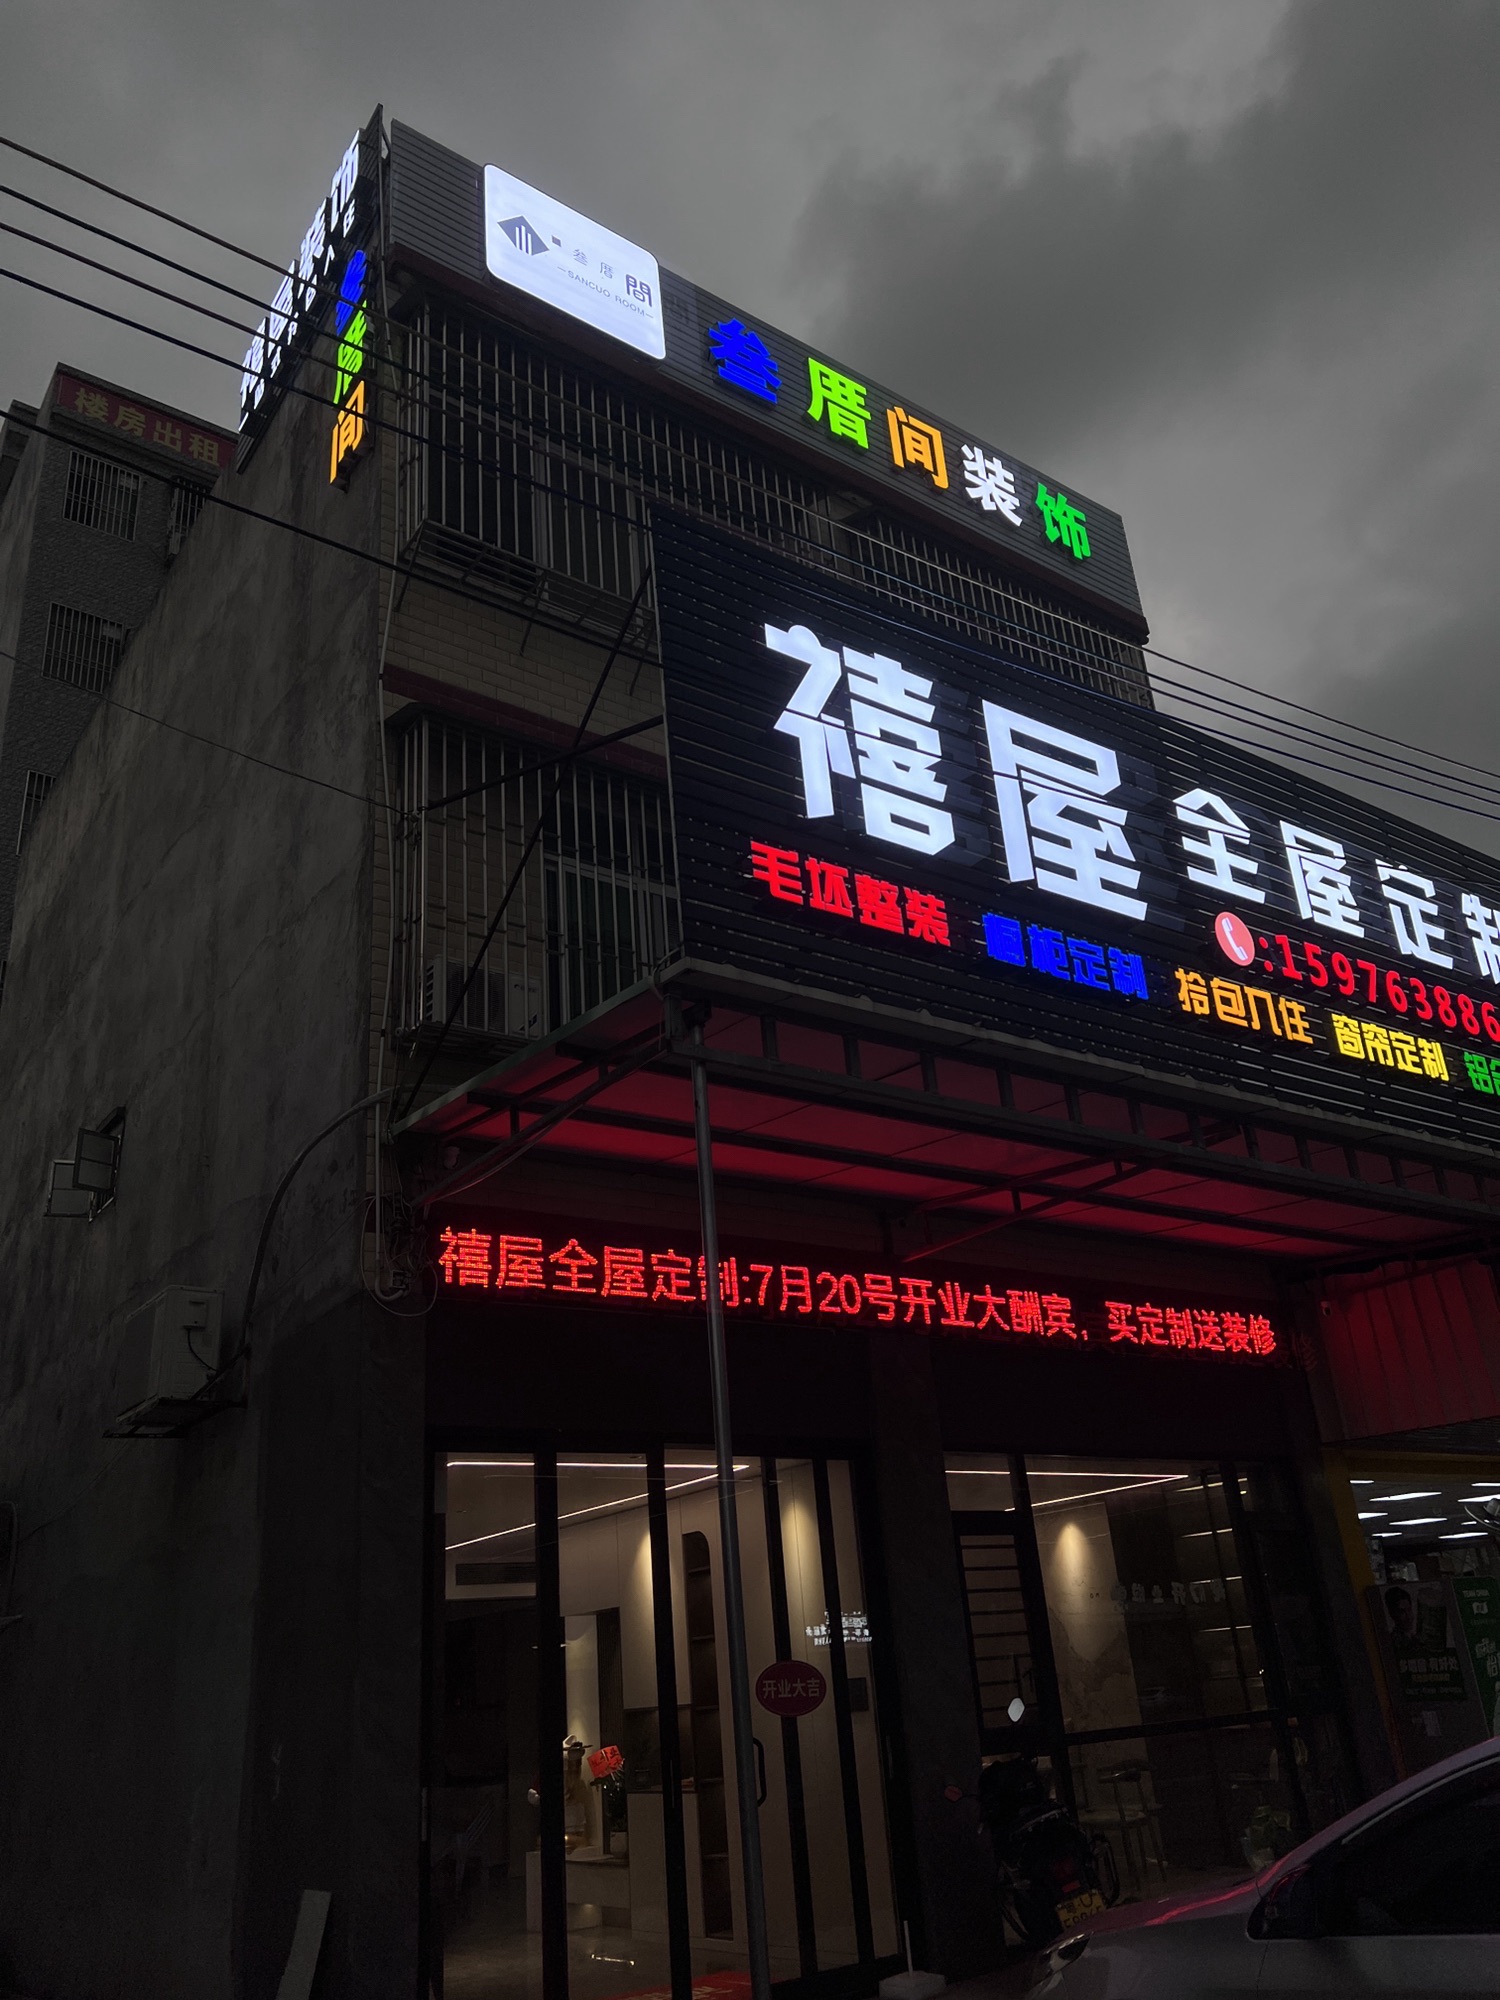 楼房出租
叁厝間
—SANCUO ROOM—
叁厝间装饰
叁厝间
禧屋全屋定制
:159763886
毛坯整装 橱柜定制 拎包入住 窗帘定制
禧屋全屋定制:7月20号开业大酬宾，买定制送装修
开业大吉